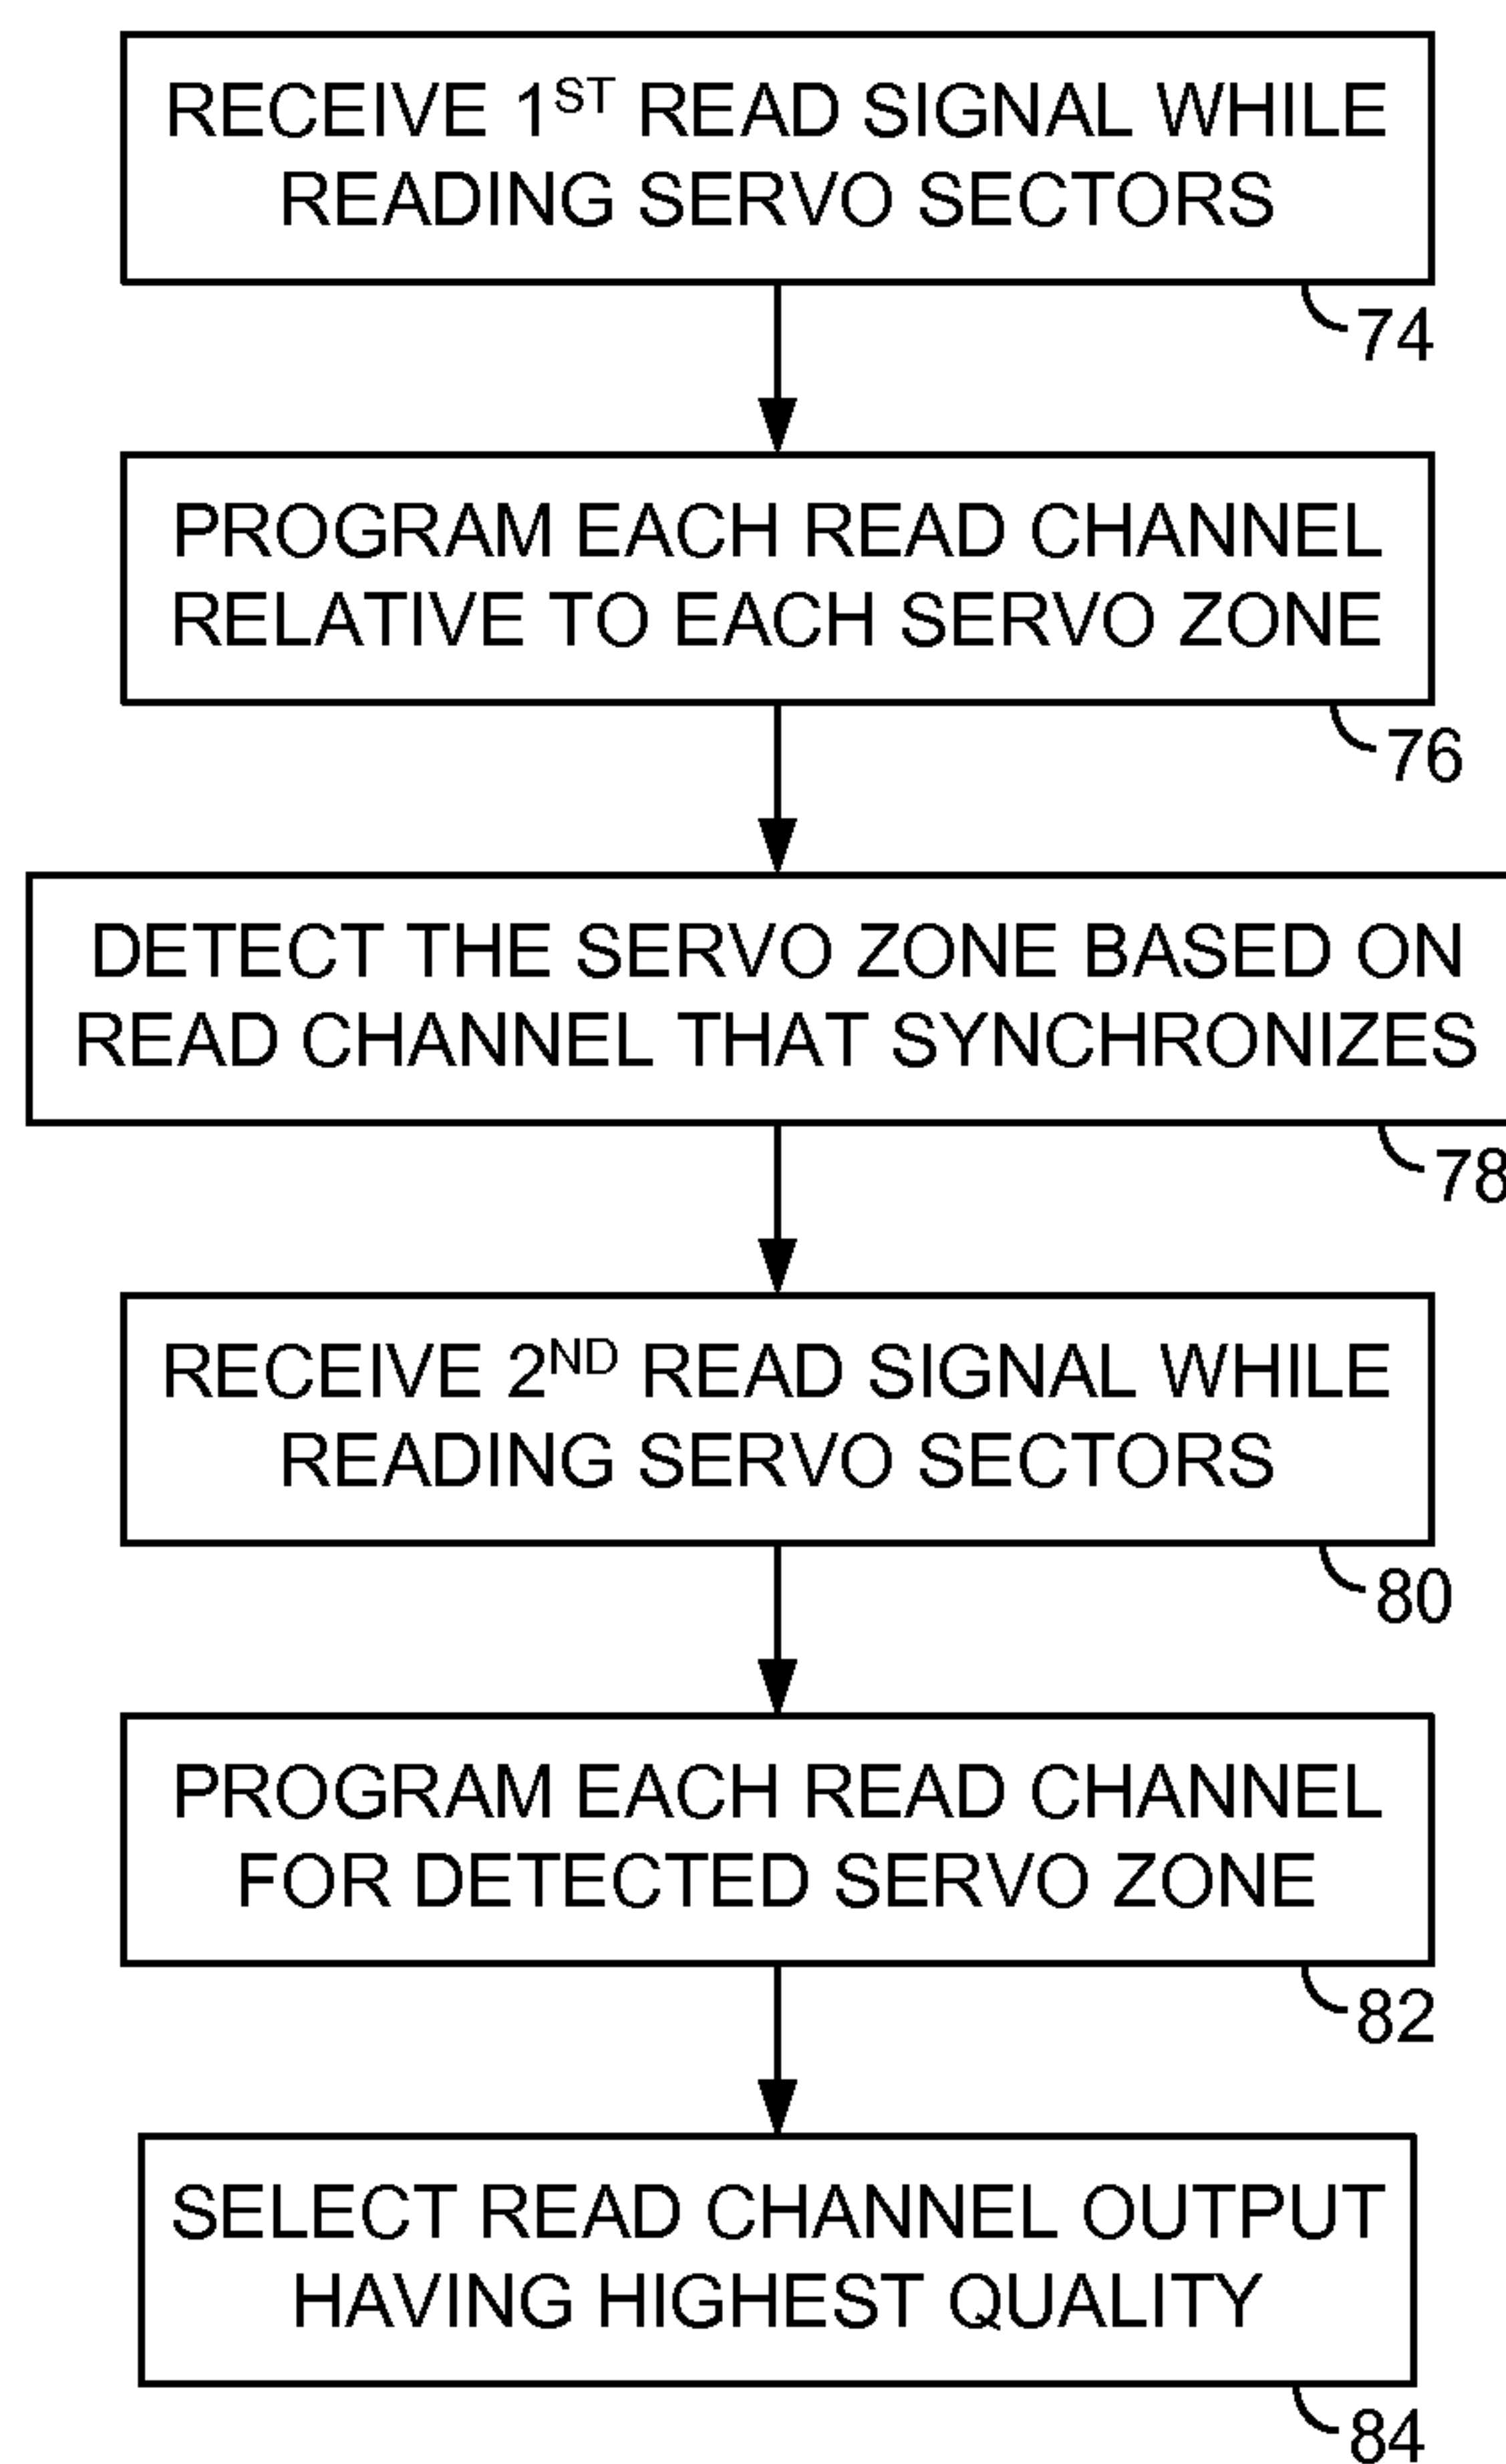 RECEIVE 1ST READ SIGNAL WHILE
READING SERVO SECTORS
74
PROGRAM EACH READ CHANNEL
RELATIVE TO EACH SERVO ZONE
76
DETECT THE SERVO ZONE BASED ON
READ CHANNEL THAT SYNCHRONIZES
78
RECEIVE 2ND READ SIGNAL WHILE
READING SERVO SECTORS
80
PROGRAM EACH READ CHANNEL
FOR DETECTED SERVO ZONE
82
SELECT READ CHANNEL OUTPUT
HAVING HIGHEST QUALITY
84